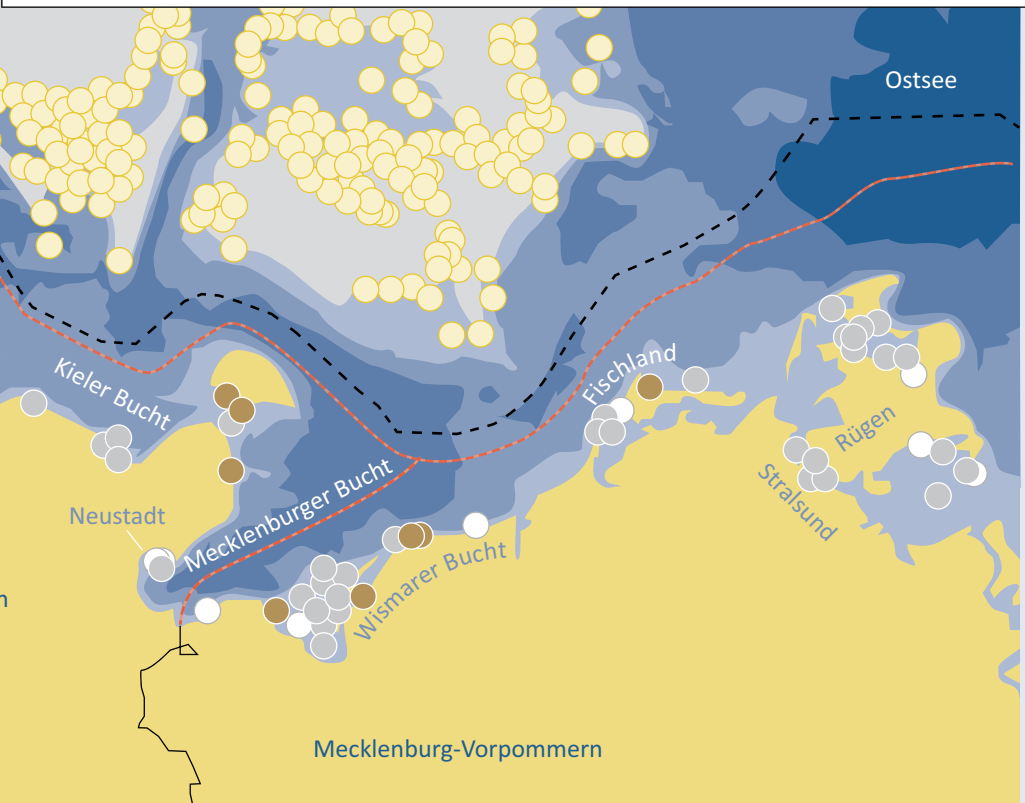 Ostsee
Kieler Bucht
Fischland
Rügen
Stralsund
Mecklenburger Bucht
Neustadt
Wismarer Bucht
Mecklenburg-Vorpommern